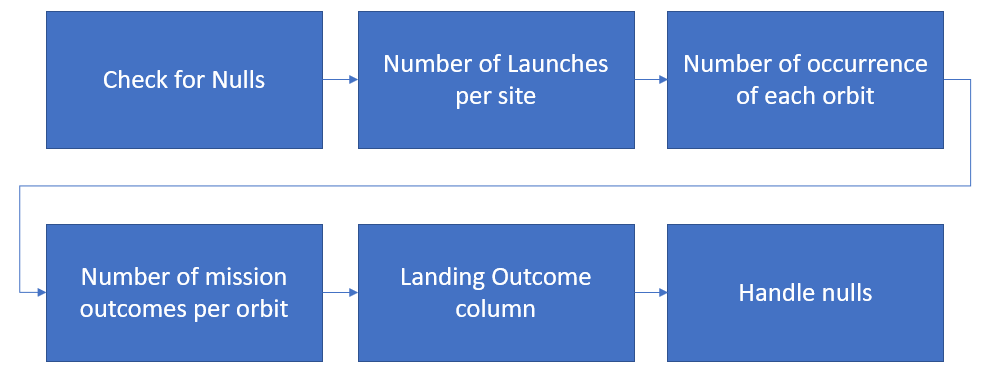 Check for Nulls
Number of Launches
per site
Number of occurrence
of each orbit
Number of mission
outcomes per orbit
Landing Outcome
column
Handle nulls